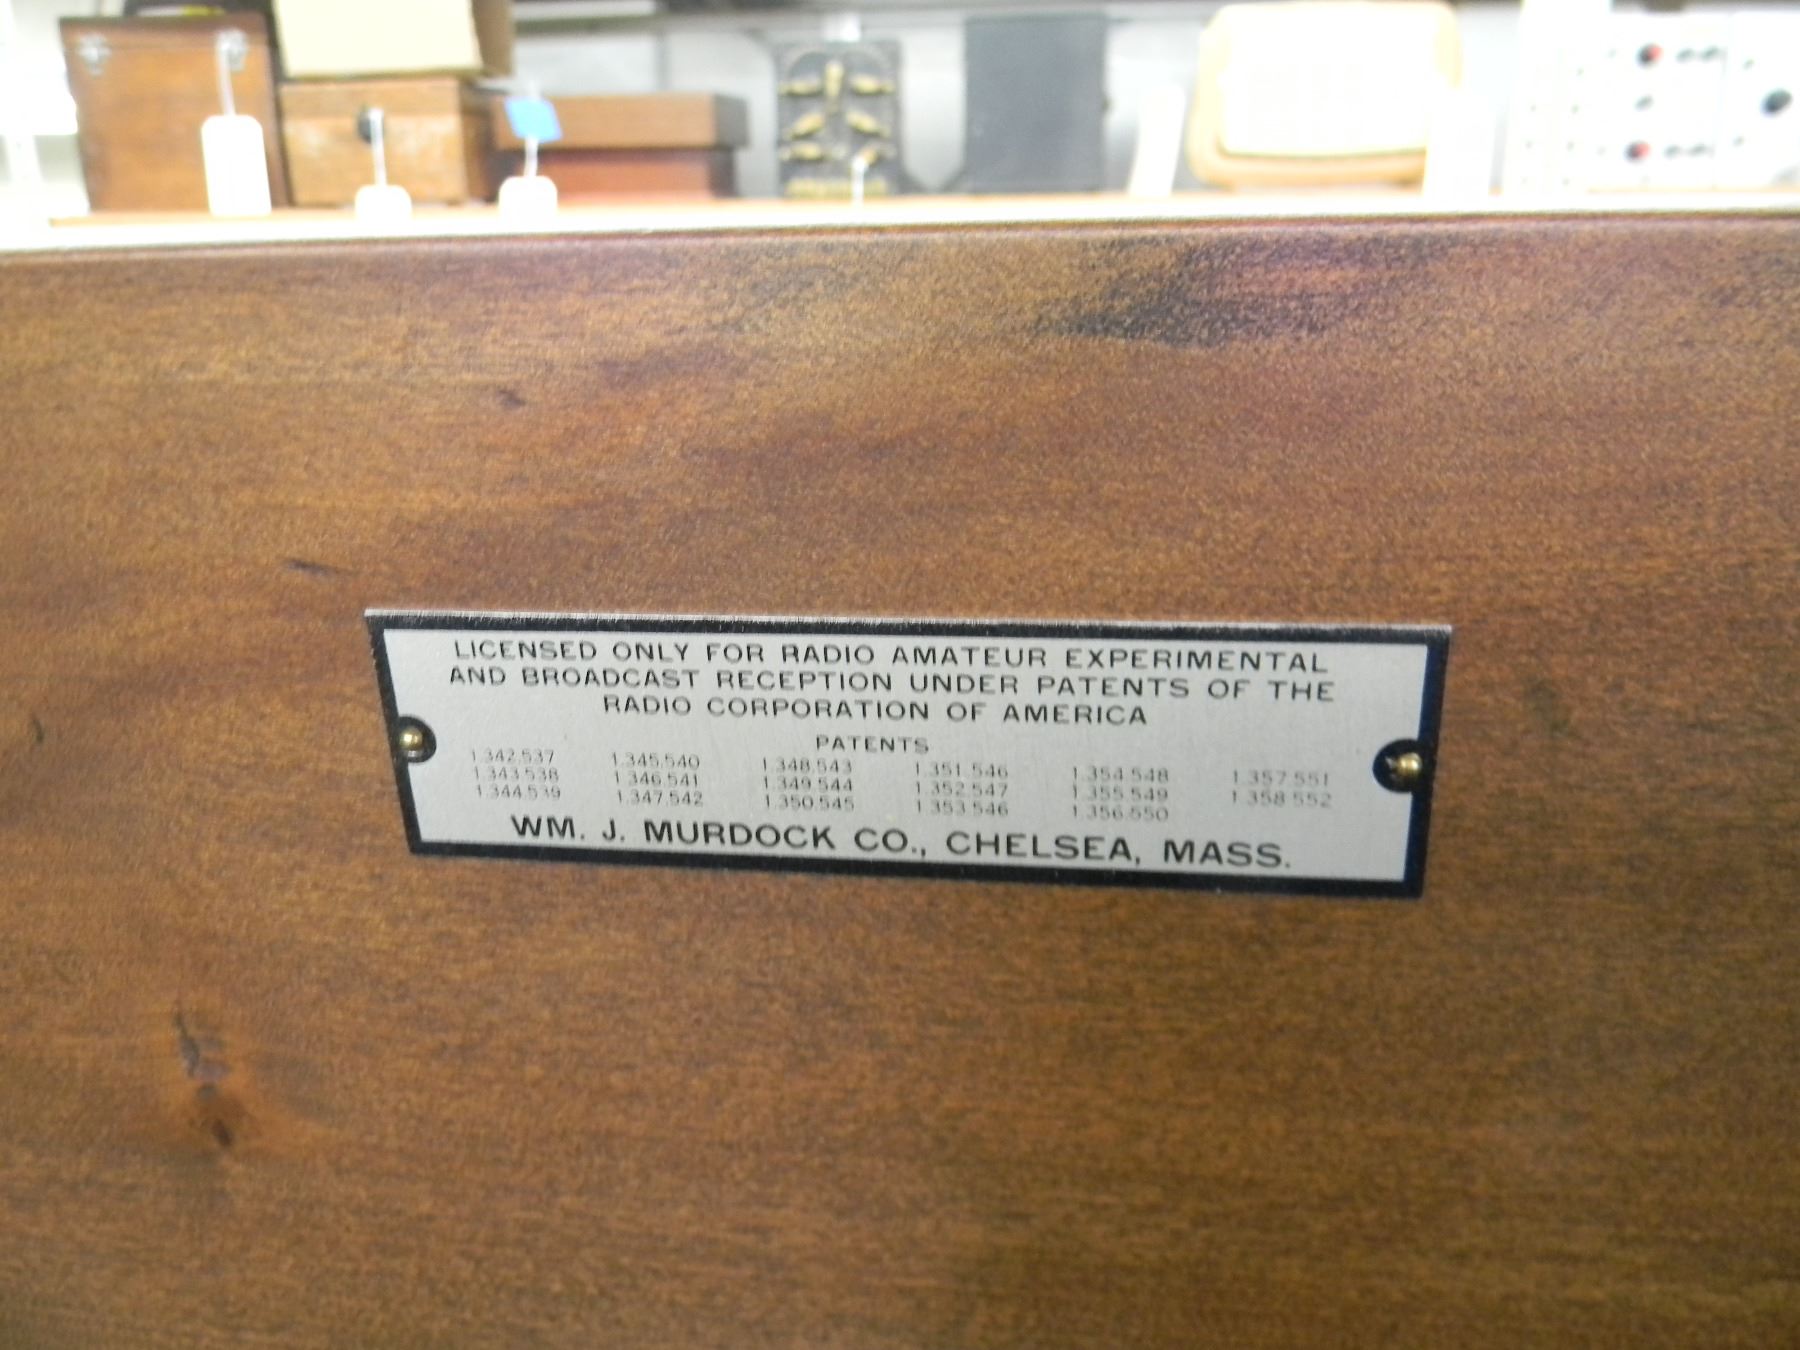 LICENSED ONLY FOR RADIO AMATEUR EXPERIMENTAL
AND BROADCAST RECEPTION UNDER PATENTS OF THE
RADIO CORPORATION OF AMERICA
PATENTS
1.342.537 1.345.540 1.348.543 1.351.546 1.354.548 1.357.551
1.343.538 1.346.541 1.349.544 1.352.547 1.355.549 1.358.552
1.344.539 1.347.542 1.350.545 1.353.546 1.356.550
WM. J. MURDOCK CO., CHELSEA, MASS.